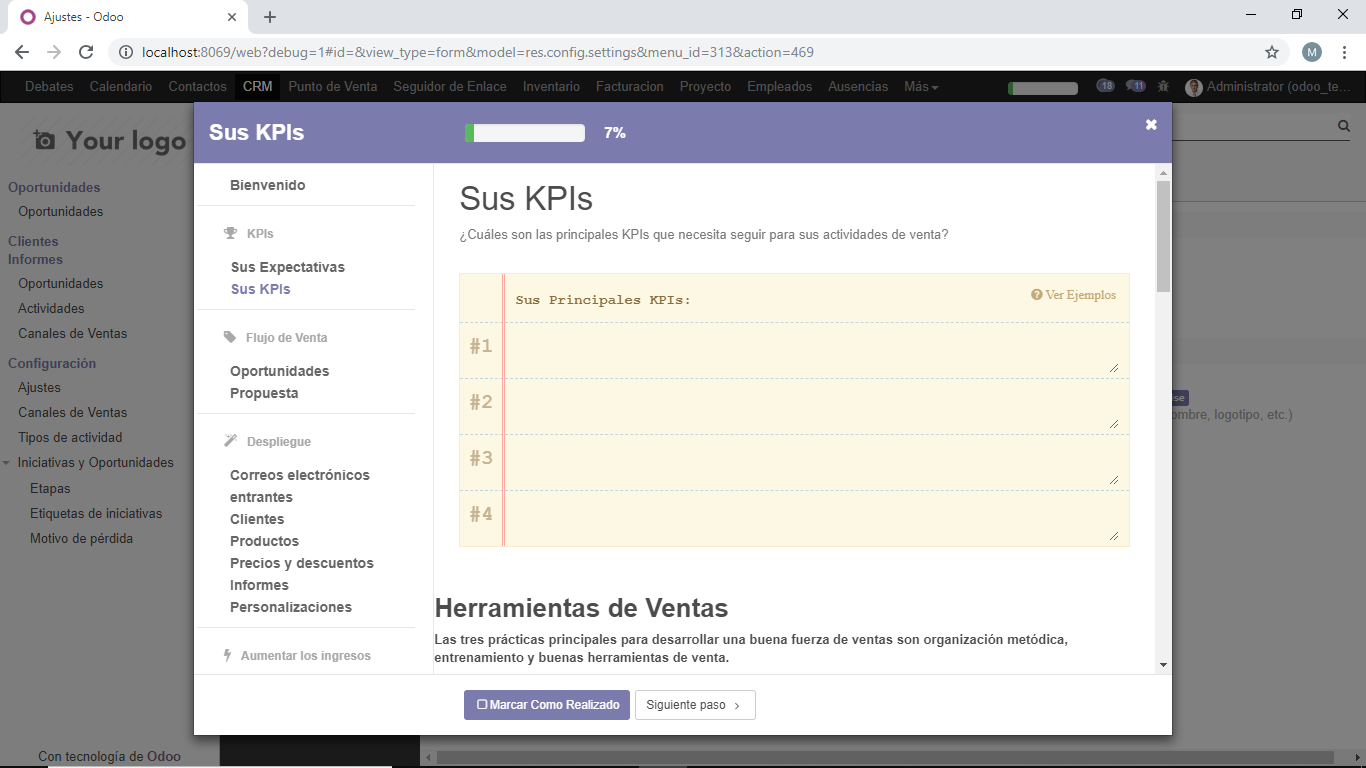 Ajustes - Odoo
localhost:8069/web?debug=1#id=&view_type=form&model=res.config.settings&menu_id=313&action=469
M
Debates Calendario Contactos CRM Punto de Venta Seguidor de Enlace Inventario Facturacion Proyecto Empleados Ausencias Más 18 11 Administrator (odoo_te...
Your logo
Oportunidades
Oportunidades
Clientes
Informes
Oportunidades
Actividades
Canales de Ventas
Configuración
Ajustes
Canales de Ventas
Tipos de actividad
Iniciativas y Oportunidades
Etapas
Etiquetas de iniciativas
Motivo de pérdida
Con tecnología de Odoo
Sus KPIs 7%
Bienvenido
KPIs
Sus Expectativas
Sus KPIs
Flujo de Venta
Oportunidades
Propuesta
Despliegue
Correos electrónicos
entrantes
Clientes
Productos
Precios y descuentos
Informes
Personalizaciones
Aumentar los ingresos
Sus KPIs
¿Cuáles son las principales KPIs que necesita seguir para sus actividades de venta?
Sus Principales KPIs: Ver Ejemplos
#1
#2
#3
#4
Herramientas de Ventas
Las tres prácticas principales para desarrollar una buena fuerza de ventas son organización metódica,
entrenamiento y buenas herramientas de venta.
Marcar Como Realizado Siguiente paso
logotipo, etc.)